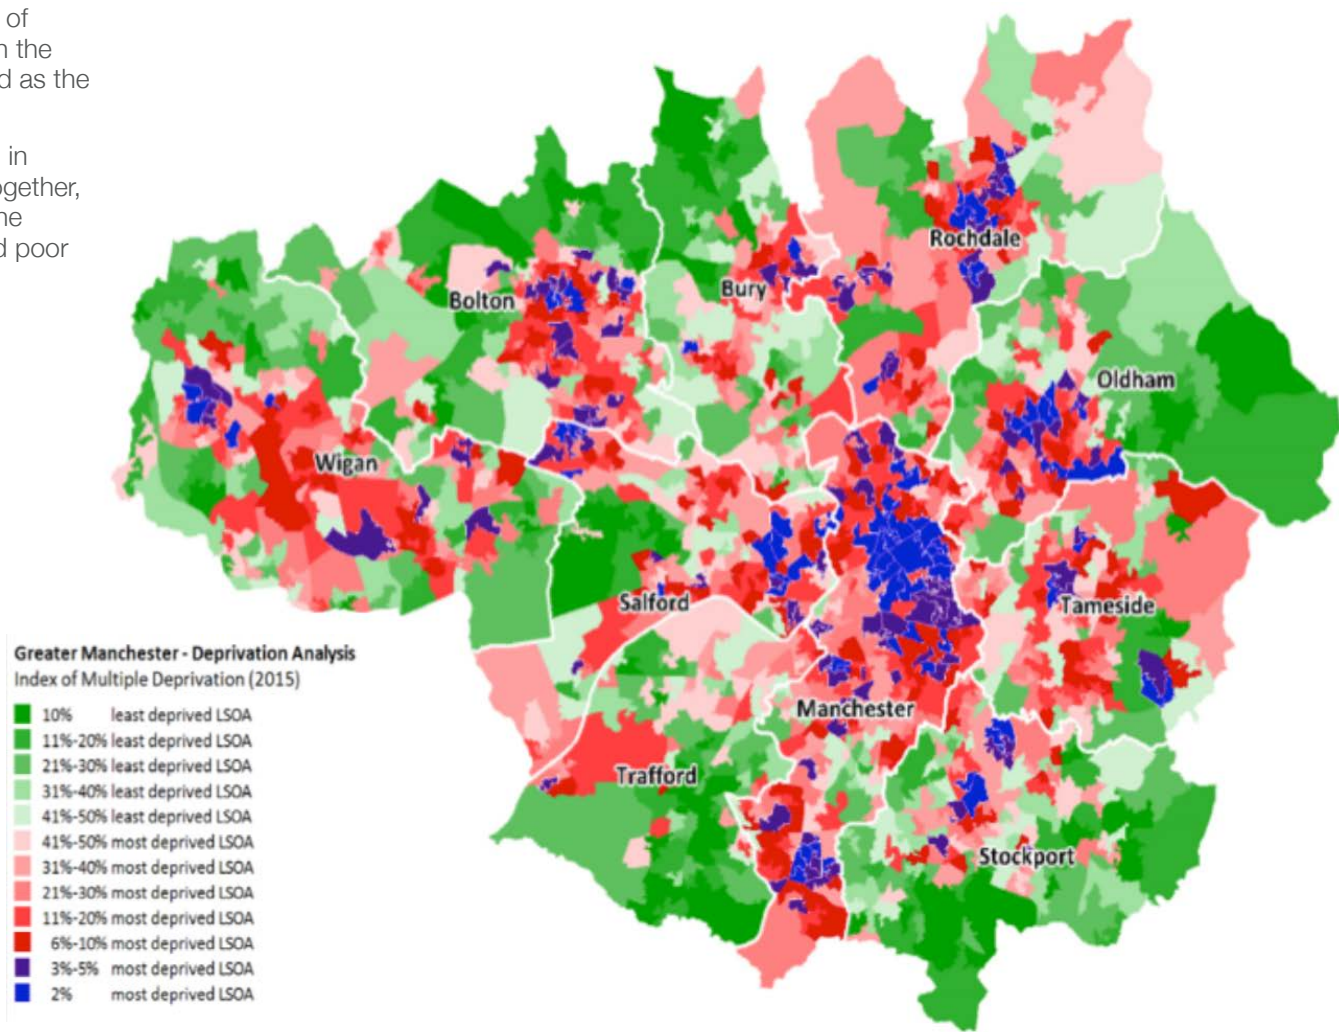 of
n the
d as the
in
ogether,
ne
d poor
Rochdale
Bury
Bolton
Oldham
Wigan
Salford
Tameside
Manchester
Trafford
Stockport
Greater Manchester - Deprivation Analysis
Index of Multiple Deprivation (2015)
10% least deprived LSOA
11%-20% least deprived LSOA
21%-30% least deprived LSOA
31%-40% least deprived LSOA
41%-50% least deprived LSOA
41%-50% most deprived LSOA
31%-40% most deprived LSOA
21%-30% most deprived LSOA
11%-20% most deprived LSOA
6%-10% most deprived LSOA
3%-5% most deprived LSOA
2% most deprived LSOA